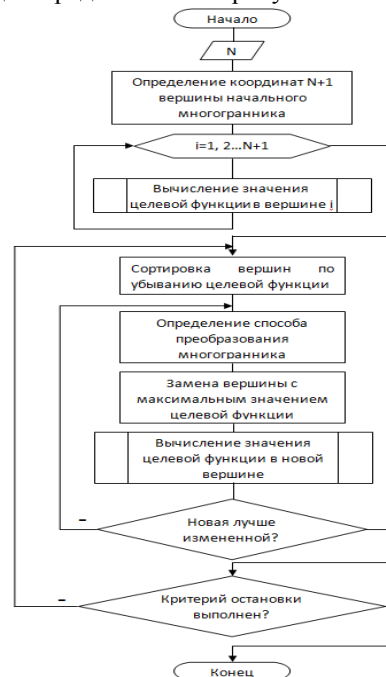 Начало
N
Определение координат N+1
вершины начального
многогранника
i=1, 2...N+1
Вычисление значения
целевой функции в вершине i
Сортировка вершин по
убыванию целевой функции
Определение способа
преобразования
многогранника
Замена вершины с
максимальным значением
целевой функции
Вычисление значения
целевой функции в новой
вершине
–
Новая лучше
измененной?
–
Критерий остановки
выполнен?
Конец